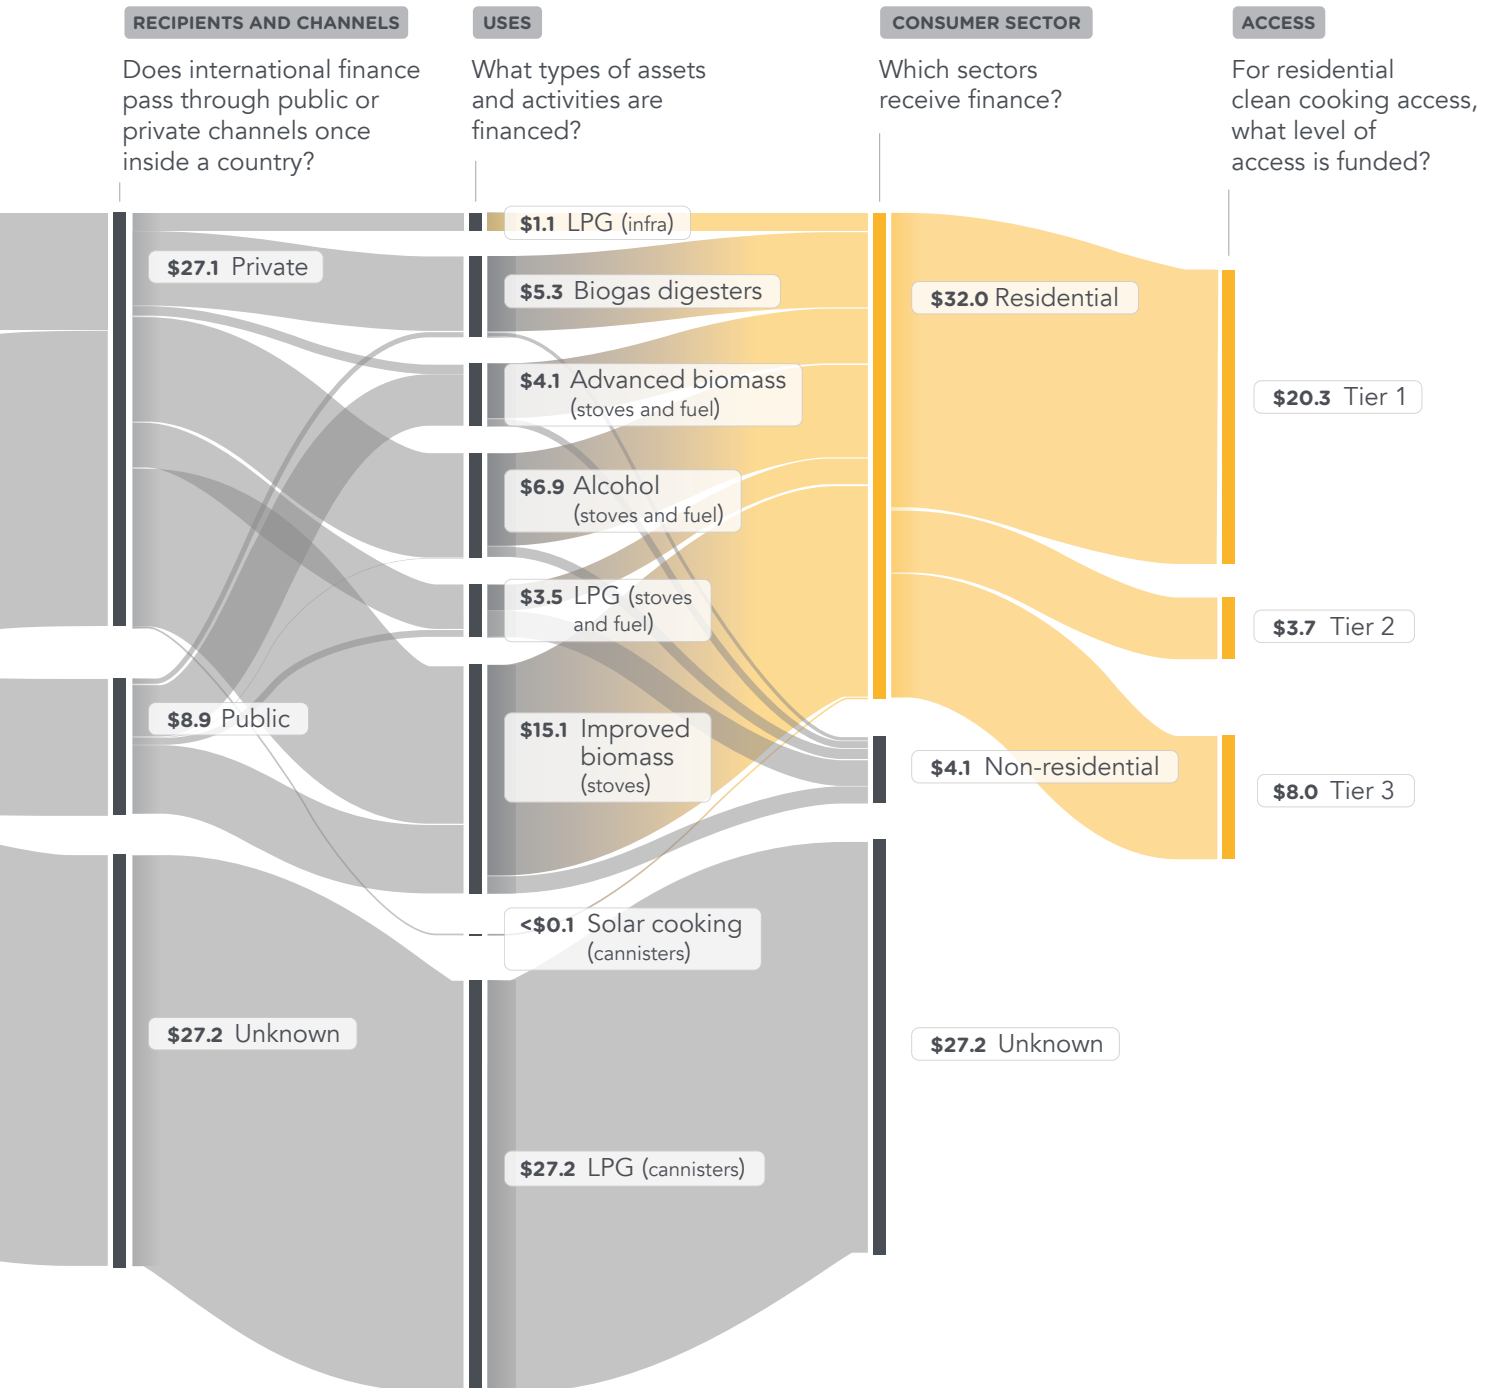 RECIPIENTS AND CHANNELS
Does international finance
pass through public or
private channels once
inside a country?
$27.1 Private
$8.9 Public
$27.2 Unknown
USES
What types of assets
and activities are
financed?
$1.1 LPG (infra)
$5.3 Biogas digesters
$4.1 Advanced biomass
(stoves and fuel)
$6.9 Alcohol
(stoves and fuel)
$3.5 LPG (stoves
and fuel)
$15.1 Improved
biomass
(stoves)
<$0.1 Solar cooking
(cannisters)
$27.2 LPG (cannisters)
CONSUMER SECTOR
Which sectors
receive finance?
$32.0 Residential
$4.1 Non-residential
$27.2 Unknown
ACCESS
For residential
clean cooking access,
what level of
access is funded?
$20.3 Tier 1
$3.7 Tier 2
$8.0 Tier 3